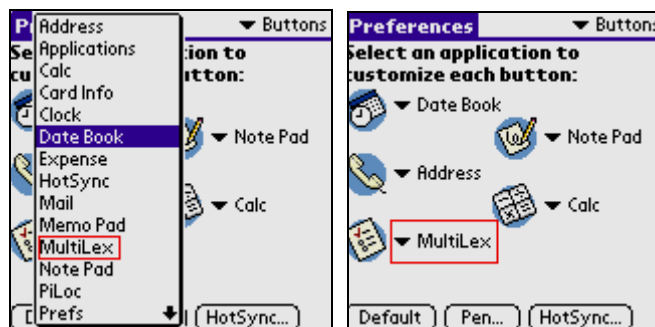 Address
Applications
Calc
Card Info
Clock
Date Book
Expense
HotSync
Mail
Memo Pad
MultiLex
Note Pad
PiLoc
Prefs
Buttons
Note Pad
Calc
HotSync...
Preferences
Buttons
Select an application to
customize each button:
Date Book
Note Pad
Address
Calc
MultiLex
Default Pen... HotSync...